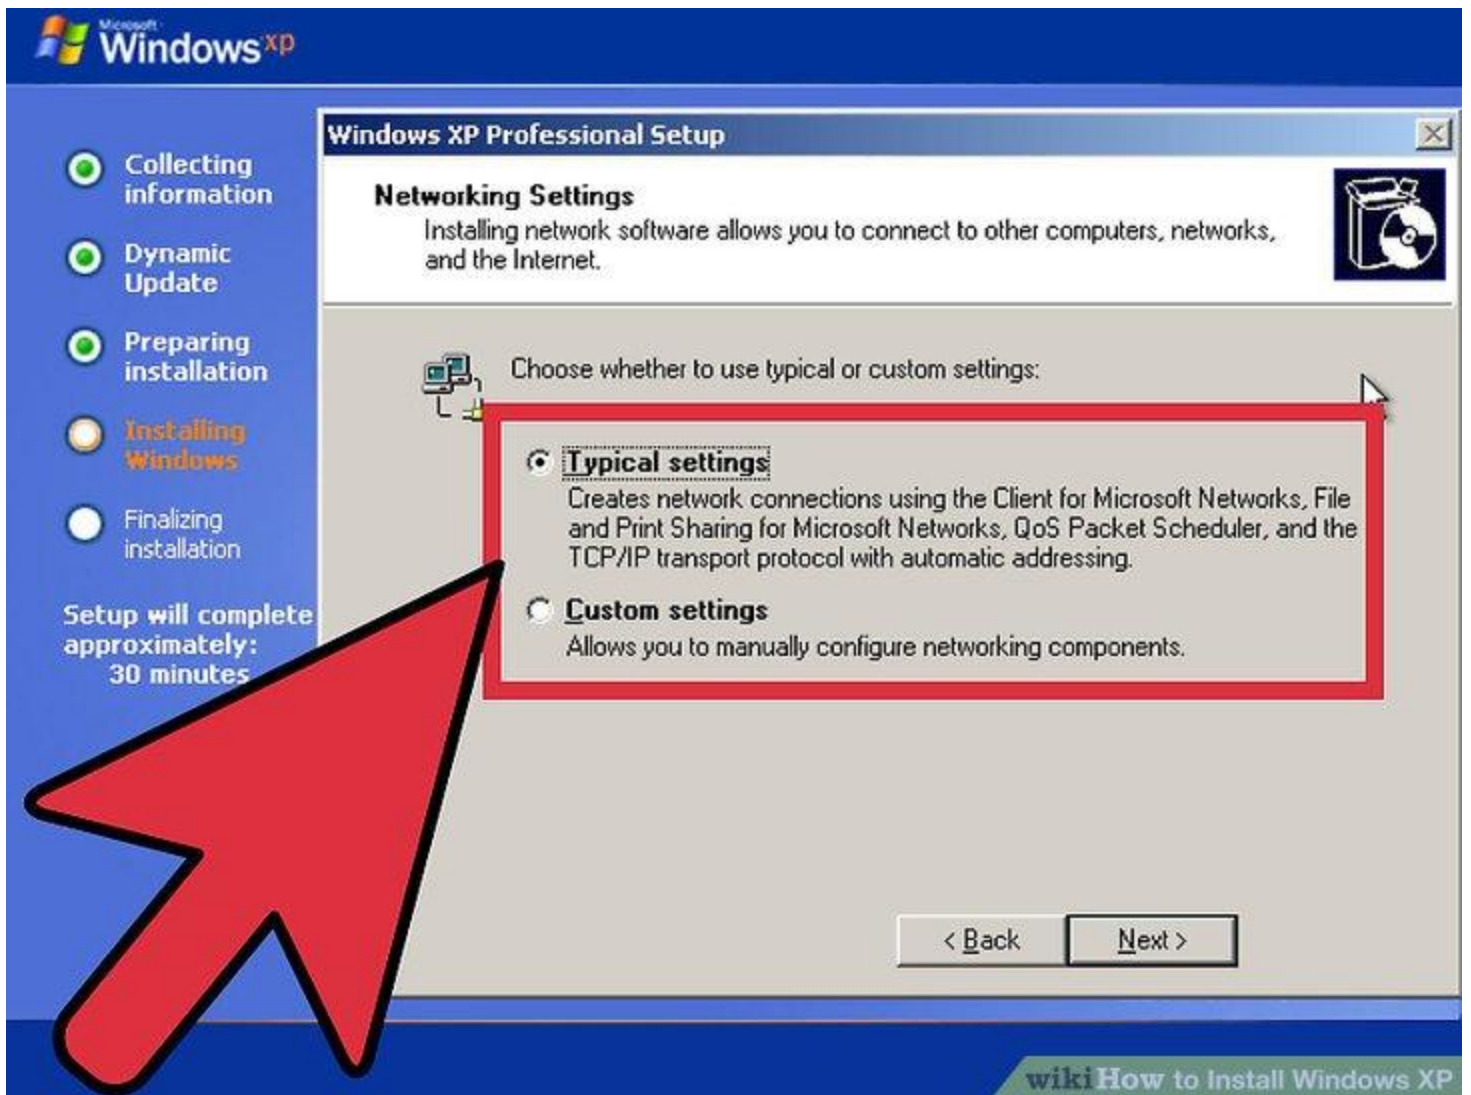 Microsoft
Windows xp
Collecting
information
Dynamic
Update
Preparing
installation
Installing
Windows
Finalizing
installation
Setup will complete
approximately:
30 minutes
Windows XP Professional Setup
Networking Settings
Installing network software allows you to connect to other computers, networks,
and the Internet.
Choose whether to use typical or custom settings:
Typical settings
Creates network connections using the Client for Microsoft Networks, File
and Print Sharing for Microsoft Networks, QoS Packet Scheduler, and the
TCP/IP transport protocol with automatic addressing.
Custom settings
Allows you to manually configure networking components.
< Back Next >
wikiHow to Install Windows XP